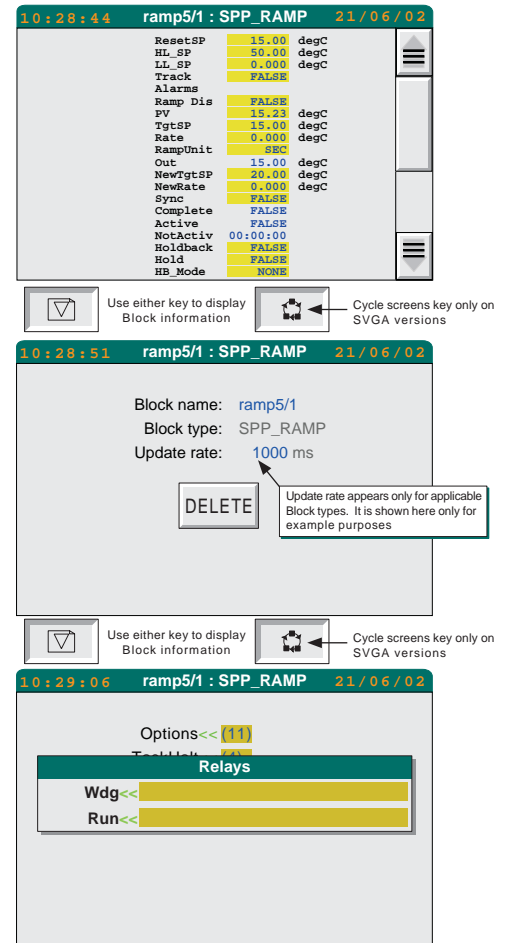 10:28:44 ramp5/1 : SPP_RAMP 21/06/02
ResetSP 15.00 degC
HL_SP 50.00 degC
LL_SP 0.000 degC
Track FALSE
Alarms
Ramp Dis FALSE
PV 15.23 degC
TgtSP 15.00 degC
Rate 0.000 degC
RampUnit SEC
Out 15.00 degC
NewTgtSP 20.00 degC
NewRate 0.000 degC
Sync FALSE
Complete FALSE
Active FALSE
NotActiv 00:00:00
Holdback FALSE
Hold FALSE
HB_Mode NONE
Use either key to display
Block information
Cycle screens key only on
SVGA versions
10:28:51 ramp5/1 : SPP_RAMP 21/06/02
Block name: ramp5/1
Block type: SPP_RAMP
Update rate: 1000 ms
DELETE
Update rate appears only for applicable
Block types. It is shown here only for
example purposes
Use either key to display
Block information
Cycle screens key only on
SVGA versions
10:29:06 ramp5/1 : SPP_RAMP 21/06/02
Options<< (11)
Relays
Wdg<<
Run<<